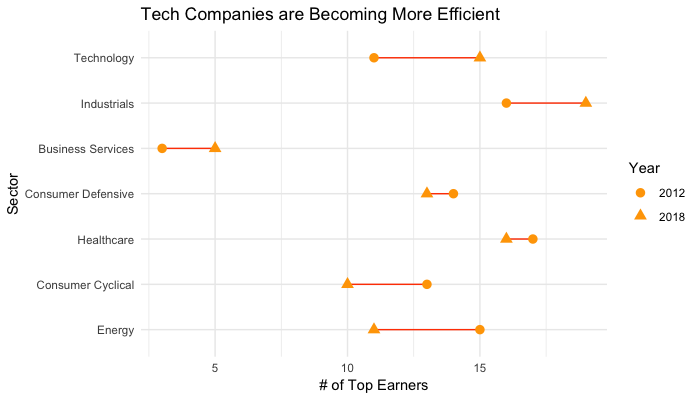 Tech Companies are Becoming More Efficient
Technology
Industrials
Business Services
Consumer Defensive
Healthcare
Consumer Cyclical
Energy
Sector
5
10
15
# of Top Earners
Year
2012
2018